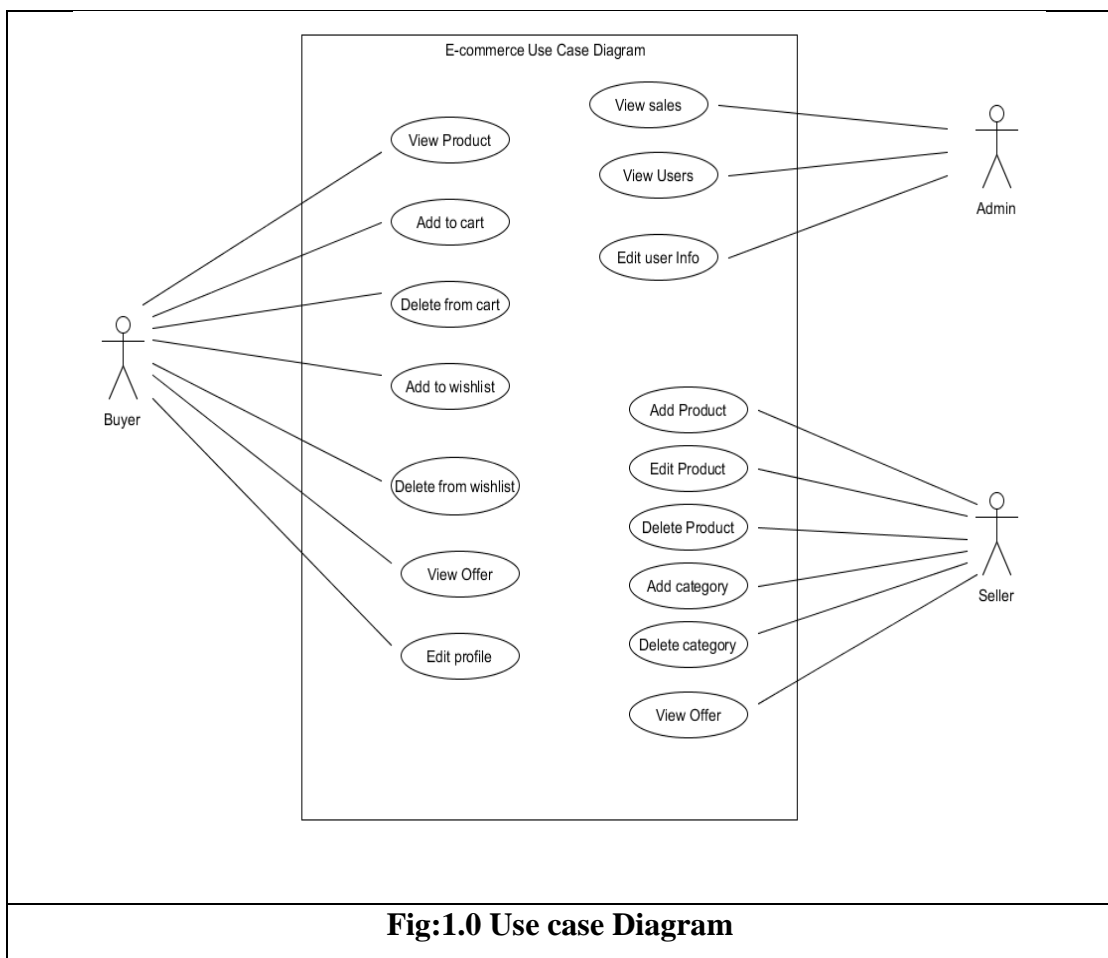 E-commerce Use Case Diagram
View sales
View Product
View Users
Admin
Add to cart
Edit user Info
Delete from cart
Add to wishlist
Buyer
Add Product
Edit Product
Delete from wishlist
Delete Product
View Offer
Add category
Seller
Delete category
Edit profile
View Offer
Fig:1.0 Use case Diagram